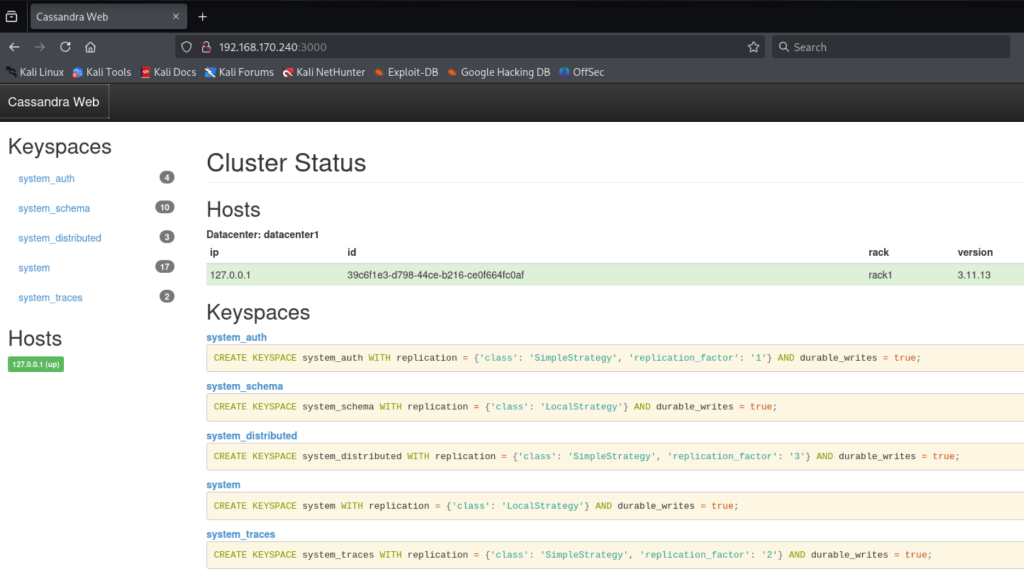 Cassandra Web
192.168.170.240:3000
Search
Kali Linux Kali Tools Kali Docs Kali Forums Kali NetHunter Exploit-DB Google Hacking DB OffSec
Cassandra Web
Keyspaces
system_auth 4
system_schema 10
system_distributed 3
system 17
system_traces 2
Hosts
127.0.0.1 (up)
Cluster Status
Hosts
Datacenter: datacenter1
ip id rack version
127.0.0.1 39c6f1e3-d798-44ce-b216-ce0f664fc0af rack1 3.11.13
Keyspaces
system_auth
CREATE KEYSPACE system_auth WITH replication = {'class': 'SimpleStrategy', 'replication_factor': '1'} AND durable_writes = true;
system_schema
CREATE KEYSPACE system_schema WITH replication = {'class': 'LocalStrategy'} AND durable_writes = true;
system_distributed
CREATE KEYSPACE system_distributed WITH replication = {'class': 'SimpleStrategy', 'replication_factor': '3'} AND durable_writes = true;
system
CREATE KEYSPACE system WITH replication = {'class': 'LocalStrategy'} AND durable_writes = true;
system_traces
CREATE KEYSPACE system_traces WITH replication = {'class': 'SimpleStrategy', 'replication_factor': '2'} AND durable_writes = true;